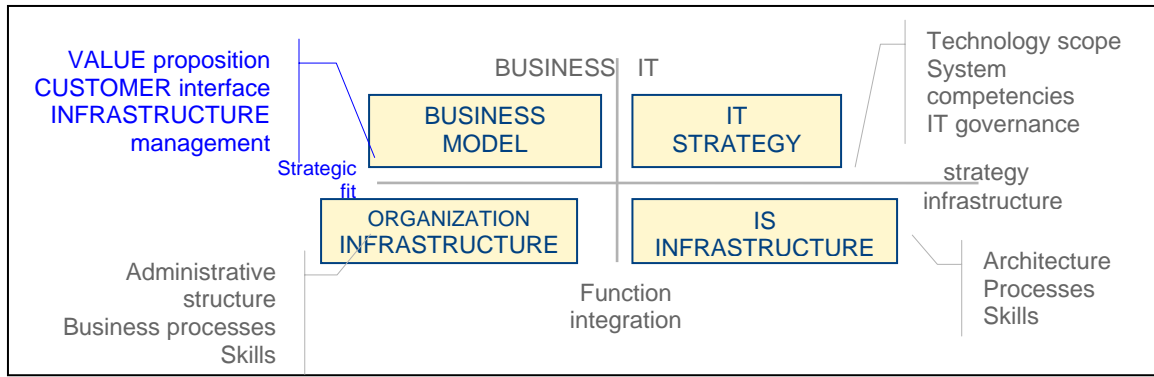 VALUE proposition
CUSTOMER interface
INFRASTRUCTURE
management
BUSINESS IT
Technology scope
System
competencies
IT governance
BUSINESS
MODEL
IT
STRATEGY
Strategic
fit
strategy
infrastructure
ORGANIZATION
INFRASTRUCTURE
IS
INFRASTRUCTURE
Administrative
structure
Business processes
Skills
Function
integration
Architecture
Processes
Skills